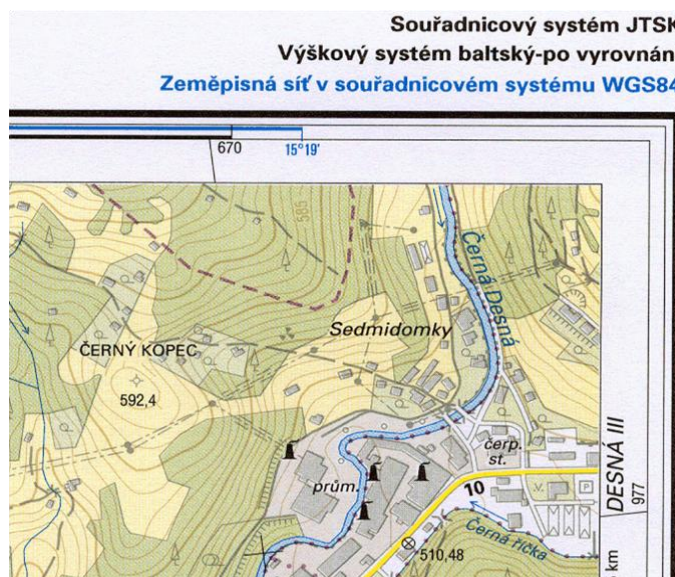 Souřadnicový systém JTSK
Výškový systém baltský-po vyrovnán
Zeměpisná síť v souřadnicovém systému WGS84
670
15°19'
585
Černá Desná
Sedmidomky
ČERNÝ KOPEC
592,4
čerp.
st.
prům.
10
DESNÁ III
977
Černá říčka
510,48
km